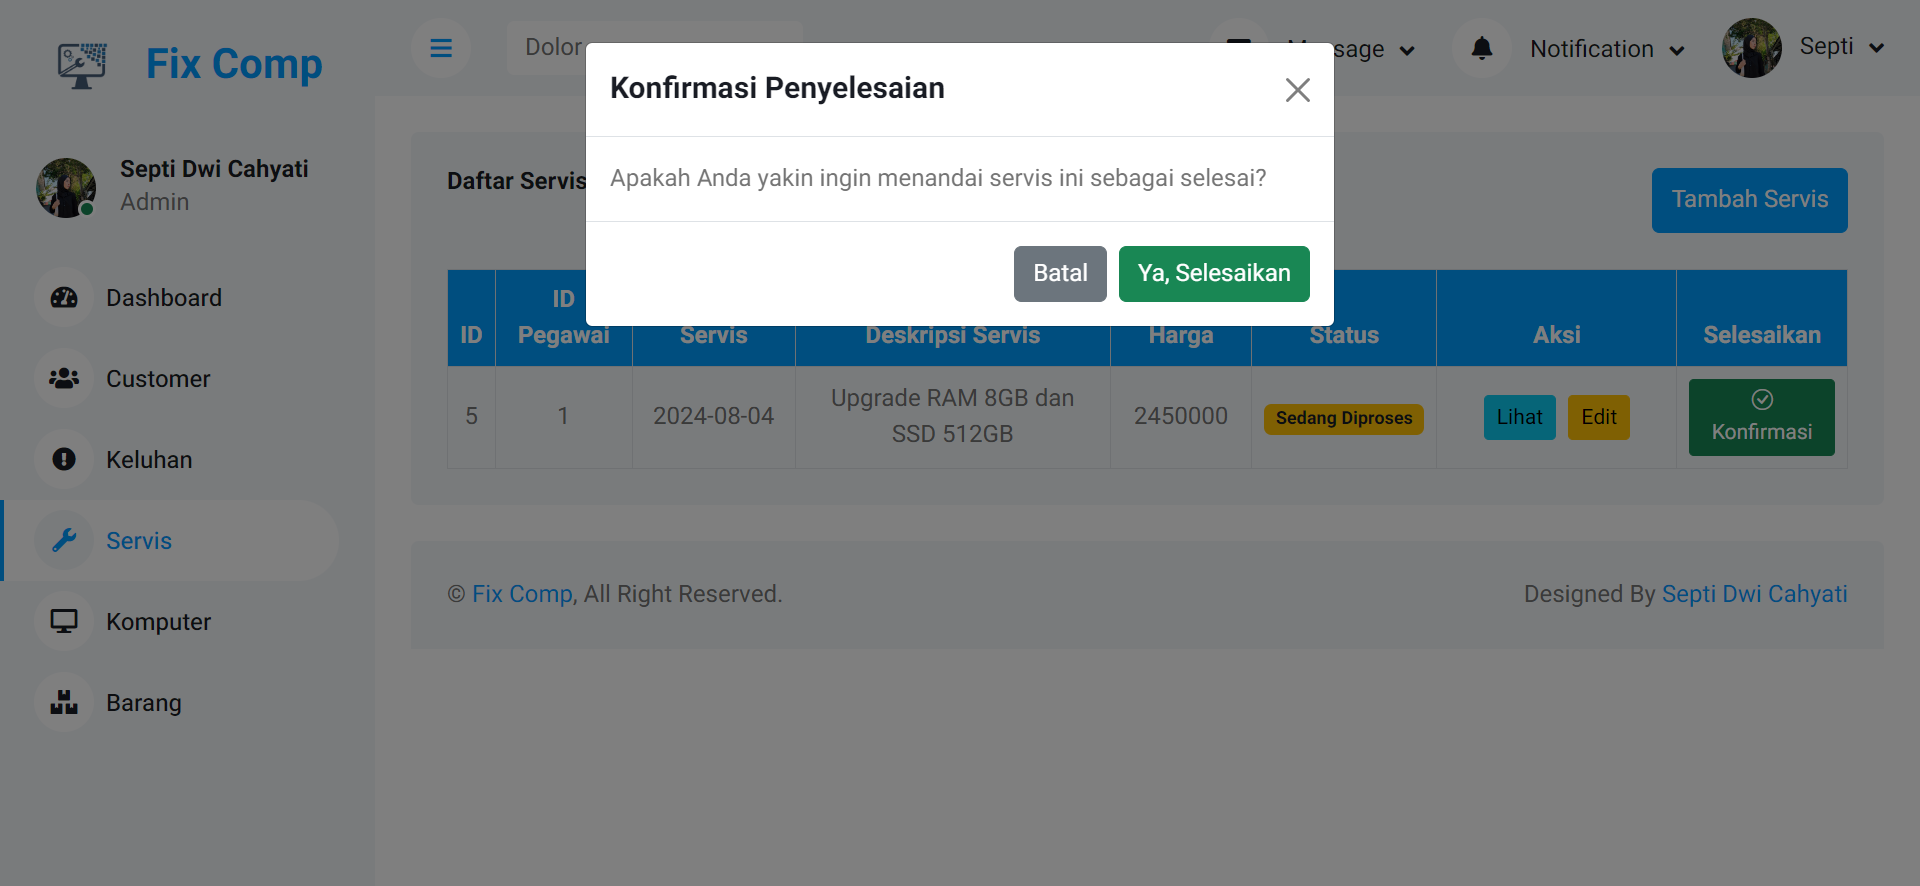 Fix Comp
Dolor
sage
Notification
Septi
Konfirmasi Penyelesaian
Apakah Anda yakin ingin menandai servis ini sebagai selesai?
Batal
Ya, Selesaikan
Septi Dwi Cahyati
Admin
Dashboard
Customer
Keluhan
Servis
Komputer
Barang
Daftar Servis
Tambah Servis
ID
ID Pegawai
Servis
Deskripsi Servis
Harga
Status
Aksi
Selesaikan
5
1
2024-08-04
Upgrade RAM 8GB dan
SSD 512GB
2450000
Sedang Diproses
Lihat
Edit
Konfirmasi
© Fix Comp, All Right Reserved.
Designed By Septi Dwi Cahyati